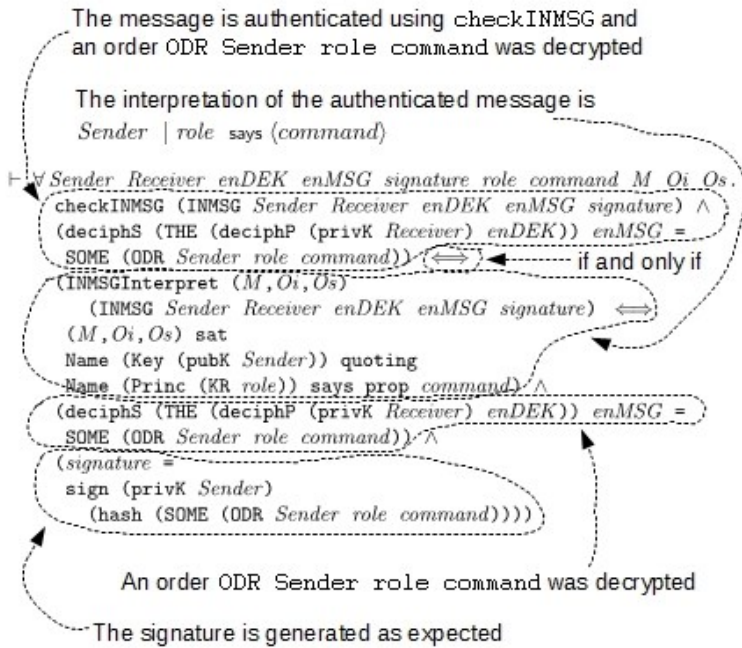 The message is authenticated using checkINMSG and
an order ODR Sender role command was decrypted
The interpretation of the authenticated message is
Sender | role says ⟨command⟩
⊢ ∀ Sender Receiver enDEK enMSG signature role command M Oi Os.
checkINMSG (INMSG Sender Receiver enDEK enMSG signature) ∧
(deciphS (THE (deciphP (privK Receiver) enDEK)) enMSG =
SOME (ODR Sender role command)) ⟺ if and only if
(INMSGInterpret (M,Oi,Os)
(INMSG Sender Receiver enDEK enMSG signature) ⟺
(M,Oi,Os) sat
Name (Key (pubK Sender)) quoting
Name (Princ (KR role)) says prop command) ∧
(deciphS (THE (deciphP (privK Receiver) enDEK)) enMSG =
SOME (ODR Sender role command)) ∧
(signature =
sign (privK Sender)
(hash (SOME (ODR Sender role command))))
An order ODR Sender role command was decrypted
The signature is generated as expected